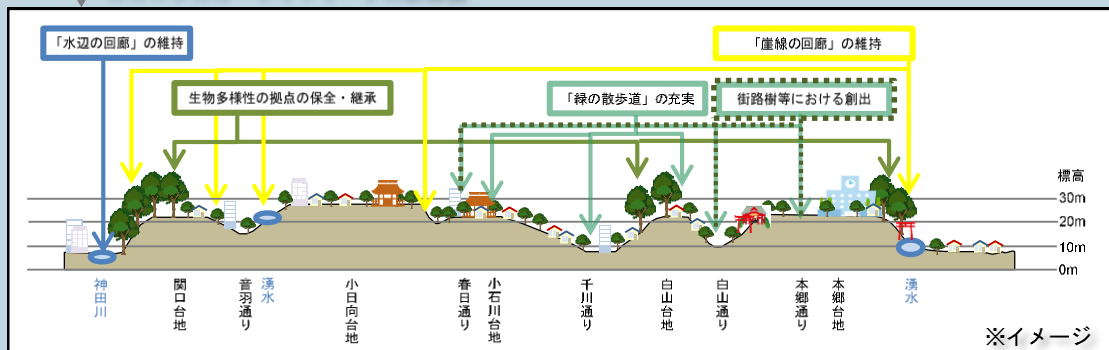 「水辺の回廊」の維持
「崖線の回廊」の維持
生物多様性の拠点の保全・継承
「緑の散歩道」の充実
街路樹等における創出
標高
30m
20m
10m
0m
神田川
関口台地
音羽通り
湧水
小日向台地
春日通り
小石川台地
千川通り
白山台地
白山通り
本郷通り
本郷台地
湧水
※イメージ